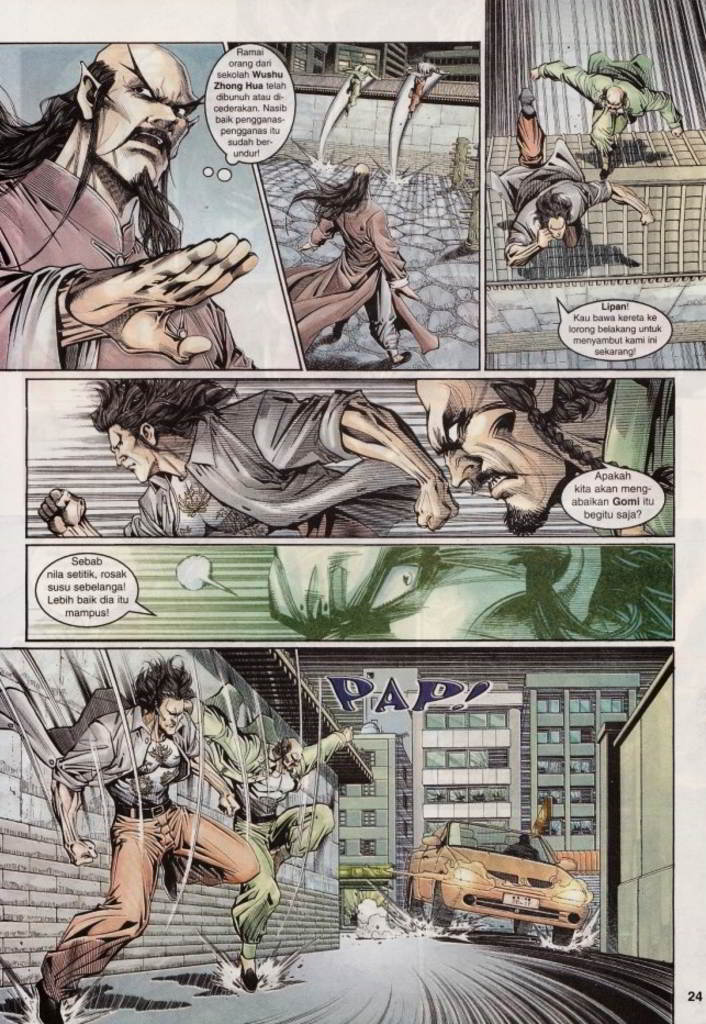 Ramai
orang dari
sekolah Wushu
Zhong Hua telah
dibunuh atau di-
cederakan. Nasib
baik pengganas-
pengganas itu
sudah ber-
undur!
Lipan!
Kau bawa kereta ke
lorong belakang untuk
menyambut kami
sekarang!
Apakah
kita akan meng-
abaikan Gomi itu
begitu saja?
Sebab
nila setitik, rosak
susu sebelanga!
Lebih baik dia itu
mampus!
PAP!
24